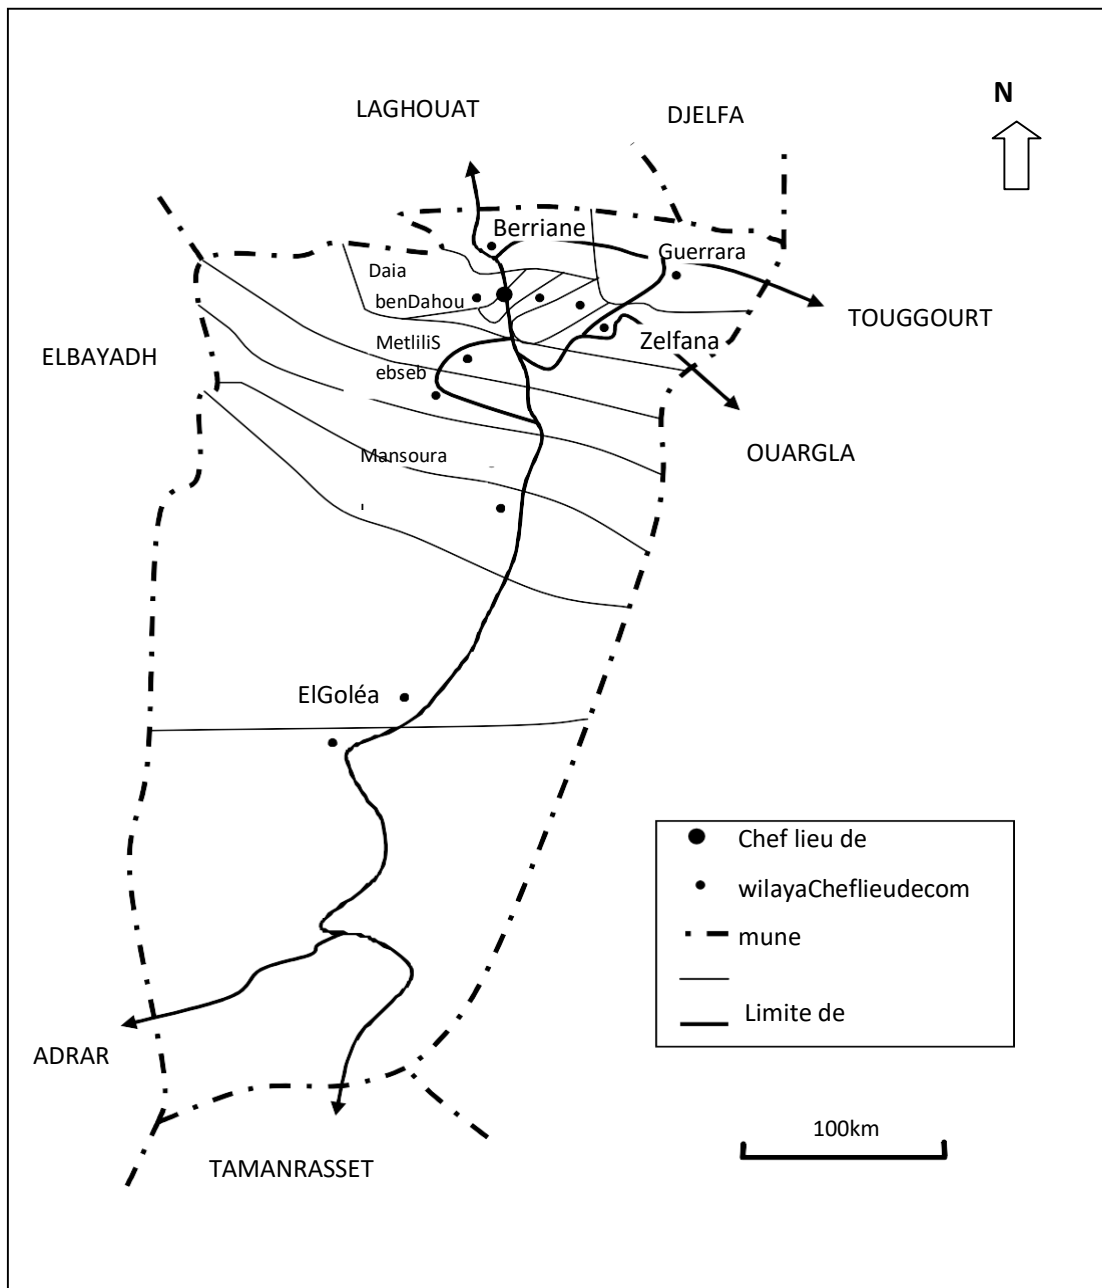 N
LAGHOUAT
DJELFA
Berriane
Guerrara
Daia
benDahou
TOUGGOURT
Zelfana
MetliliS
ebseb
ELBAYADH
OUARGLA
Mansoura
ElGoléa
Chef lieu de
wilayaCheflieudecom
mune
Limite de
ADRAR
100km
TAMANRASSET